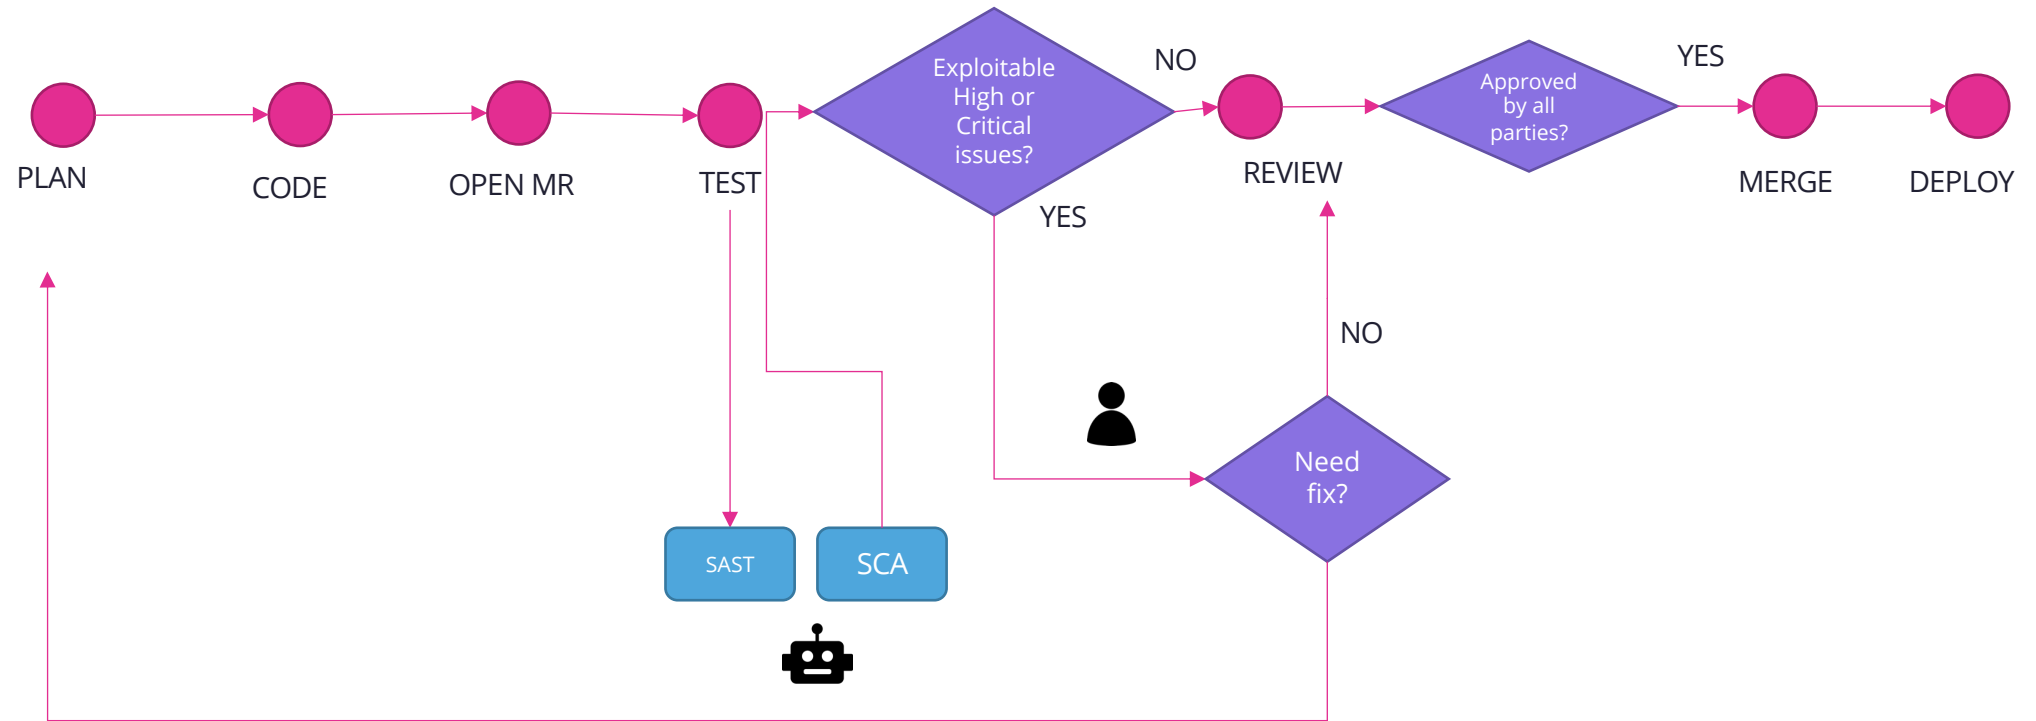 PLAN
CODE
OPEN MR
TEST
Exploitable
High or
Critical
issues?
NO
YES
REVIEW
Approved
by all
parties?
YES
MERGE
DEPLOY
NO
Need
fix?
SAST
SCA